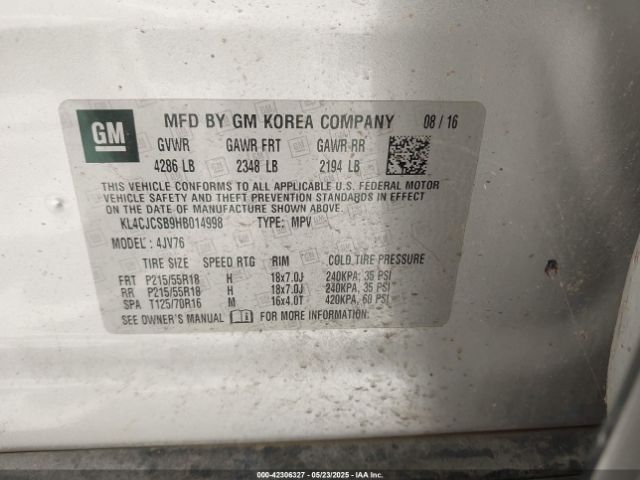 GM
MFD BY GM KOREA COMPANY 08/16
GVWR GAWR FRT GAWR RR
4286 LB 2348 LB 2194 LB
THIS VEHICLE CONFORMS TO ALL APPLICABLE U.S. FEDERAL MOTOR
VEHICLE SAFETY AND THEFT PREVENTION STANDARDS IN EFFECT
ON THE DATE OF MANUFACTURE SHOWN ABOVE.
KL4CJCSB9HB014998 TYPE: MPV
MODEL: 4JV76
TIRE SIZE SPEED RTG RIM COLD TIRE PRESSURE
FRT P215/55R18 H 18x7.0J 240KPA, 35 PSI
RR P215/55R18 H 18x7.0J 240KPA, 35 PSI
SPA T125/70R16 M 16x4.0T 420KPA, 60 PSI
SEE OWNER'S MANUAL FOR MORE INFORMATION.
000-42306327 - 05/23/2025 - IAAI.COM